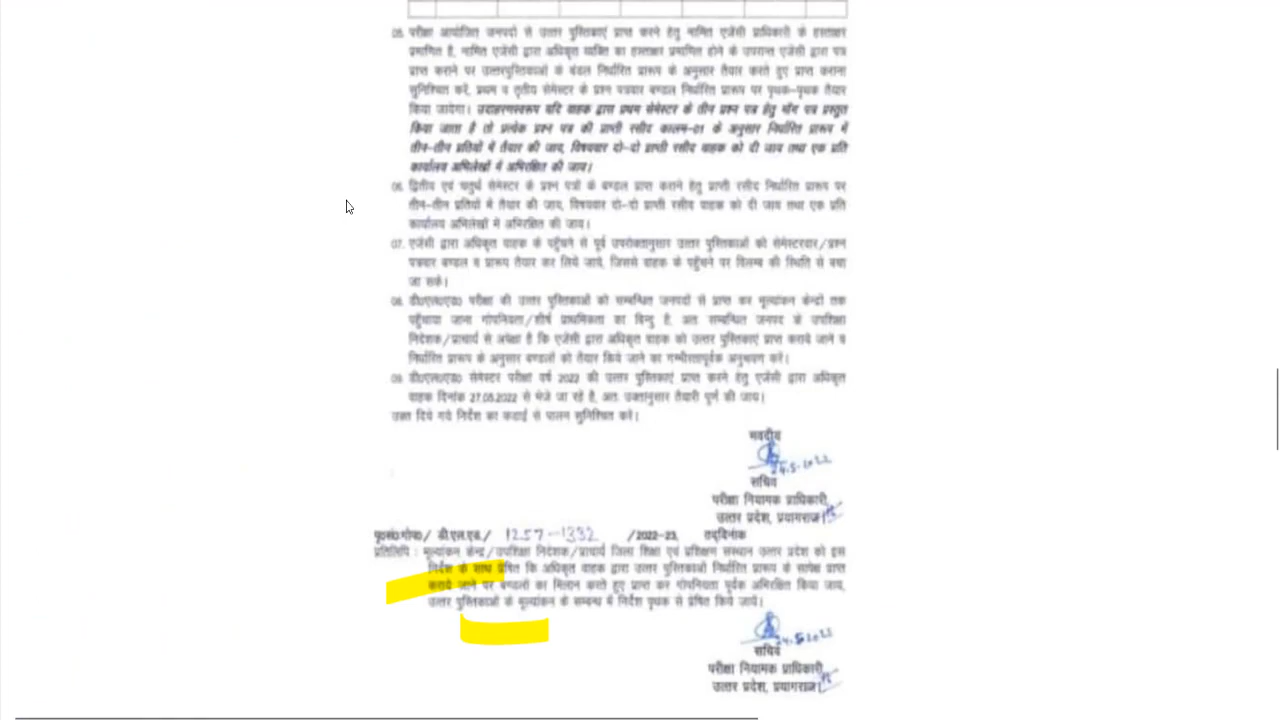 05. परीक्षा आयोजित जनपदो से उत्तर पुस्तिकाएं प्राप्त करने हेतु नामित एजेंसी प्राधिकारी के हस्ताक्षर
प्रमाणित है, नामित एजेंसी द्वारा अधिकृत व्यक्ति का हस्ताक्षर प्रमाणित होने के उपरान्त एजेंसी द्वारा पत्र
प्राप्त कराने पर उत्तरपुस्तिकाओं के बंडल निर्धारित प्रारूप के अनुसार तैयार करते हुए प्राप्त कराना
सुनिश्चित करें, प्रथम व तृतीय सेमेस्टर के प्रश्न पत्रवार बण्डल निर्धारित प्रारूप पर पृथक-पृथक तैयार
किया जायेगा। उदाहरणस्वरूप यदि वाहक द्वारा प्रथम सेमेस्टर के तीन प्रश्न पत्र हेतु माँग पत्र प्रस्तुत
किया जाता है तो प्रत्येक प्रश्न पत्र की प्राप्ती रसीद कालम-01 के अनुसार निर्धारित प्रारूप में
तीन-तीन प्रतियों में तैयार की जाय, विषयवार दो-दो प्राप्ती रसीद वाहक को दी जाय तथा एक प्रति
कार्यालय अभिलेखों में अभिरक्षित की जाय।
06. द्वितीय एवं चतुर्थ सेमेस्टर के प्रश्न पत्रों के बण्डल प्राप्त कराने हेतु प्राप्ती रसीद निर्धारित प्रारूप पर
तीन-तीन प्रतियों में तैयार की जाय, विषयवार दो-दो प्राप्ती रसीद वाहक को दी जाय तथा एक प्रति
कार्यालय अभिलेखों में अभिरक्षित की जाय।
07. एजेंसी द्वारा अधिकृत वाहक के पहुँचने से पूर्व उपरोक्तानुसार उत्तर पुस्तिकाओं को सेमेस्टरवार/प्रश्न
पत्रवार बण्डल व प्रारूप तैयार कर लिये जाये, जिससे वाहक के पहुँचने पर विलम्ब की स्थिति से बचा
जा सके।
08. डी०एल०एड० परीक्षा की उत्तर पुस्तिकाओं को सम्बन्धित जनपदों से प्राप्त कर मूल्यांकन केन्द्रों तक
पहुँचाया जाना गोपनियता/शीर्ष प्राथमिकता का बिन्दु है, अतः सम्बन्धित जनपद के उपशिक्षा
निदेशक/प्राचार्य से अपेक्षा है कि एजेंसी द्वारा अधिकृत वाहक को उत्तर पुस्तिकाएं प्राप्त कराये जाने व
निर्धारित प्रारूप के अनुसार बण्डलों को तैयार किये जाने का गम्भीरतापूर्वक अनुश्रवण करें।
09. डी०एल०एड० सेमेस्टर परीक्षा वर्ष 2022 की उत्तर पुस्तिकाएं प्राप्त करने हेतु एजेंसी द्वारा अधिकृत
वाहक दिनांक 27.05.2022 से भेजे जा रहे है, अतः उक्तानुसार तैयारी पूर्ण की जाय।
उक्त दिये गये निर्देश का कडाई से पालन सुनिश्चित करे।
भवदीय
24.5.2022
सचिव
परीक्षा नियामक प्राधिकारी,
उत्तर प्रदेश, प्रयागराज।
पृ०सं०गोप०/ डी.एल.एड./ 1257-1332 /2022-23, तद्दिनांक
प्रतिलिपि : मूल्यांकन केन्द्र/उपशिक्षा निदेशक/प्राचार्य जिला शिक्षा एवं प्रशिक्षण संस्थान उत्तर प्रदेश को इस
निर्देश के साथ प्रेषित कि अधिकृत वाहक द्वारा उत्तर पुस्तिकाओं निर्धारित प्रारूप के सापेक्ष प्राप्त
कराये जाने पर बण्डलों का मिलान करते हुए प्राप्त कर गोपनियता पूर्वक अभिरक्षित किया जाय,
उत्तर पुस्तिकाओं के मूल्यांकन के सम्बन्ध में निर्देश पृथक से प्रेषित किये जायें।
24.5.2022
सचिव
परीक्षा नियामक प्राधिकारी,
उत्तर प्रदेश, प्रयागराज।